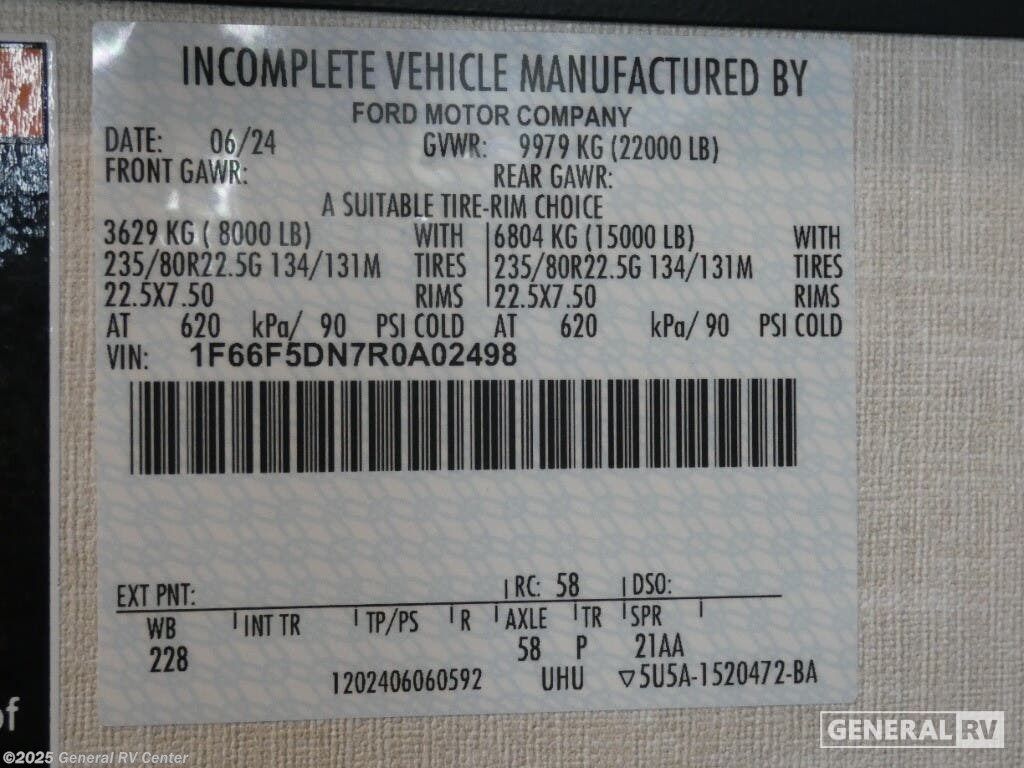 INCOMPLETE VEHICLE MANUFACTURED BY
FORD MOTOR COMPANY
DATE: 06/24 GVWR: 9979 KG (22000 LB)
FRONT GAWR: REAR GAWR:
A SUITABLE TIRE-RIM CHOICE
3629 KG ( 8000 LB) WITH 6804 KG (15000 LB) WITH
235/80R22.5G 134/131M TIRES 235/80R22.5G 134/131M TIRES
22.5X7.50 RIMS 22.5X7.50 RIMS
AT 620 kPa/ 90 PSI COLD AT 620 kPa/ 90 PSI COLD
VIN: 1F66F5DN7R0A02498
EXT PNT: RC: 58 DSO:
WB INT TR TP/PS R AXLE TR SPR
228 58 P 21AA
1202406060592 UHU ▽5U5A-1520472-BA
of
GENERAL RV
©2025 General RV Center